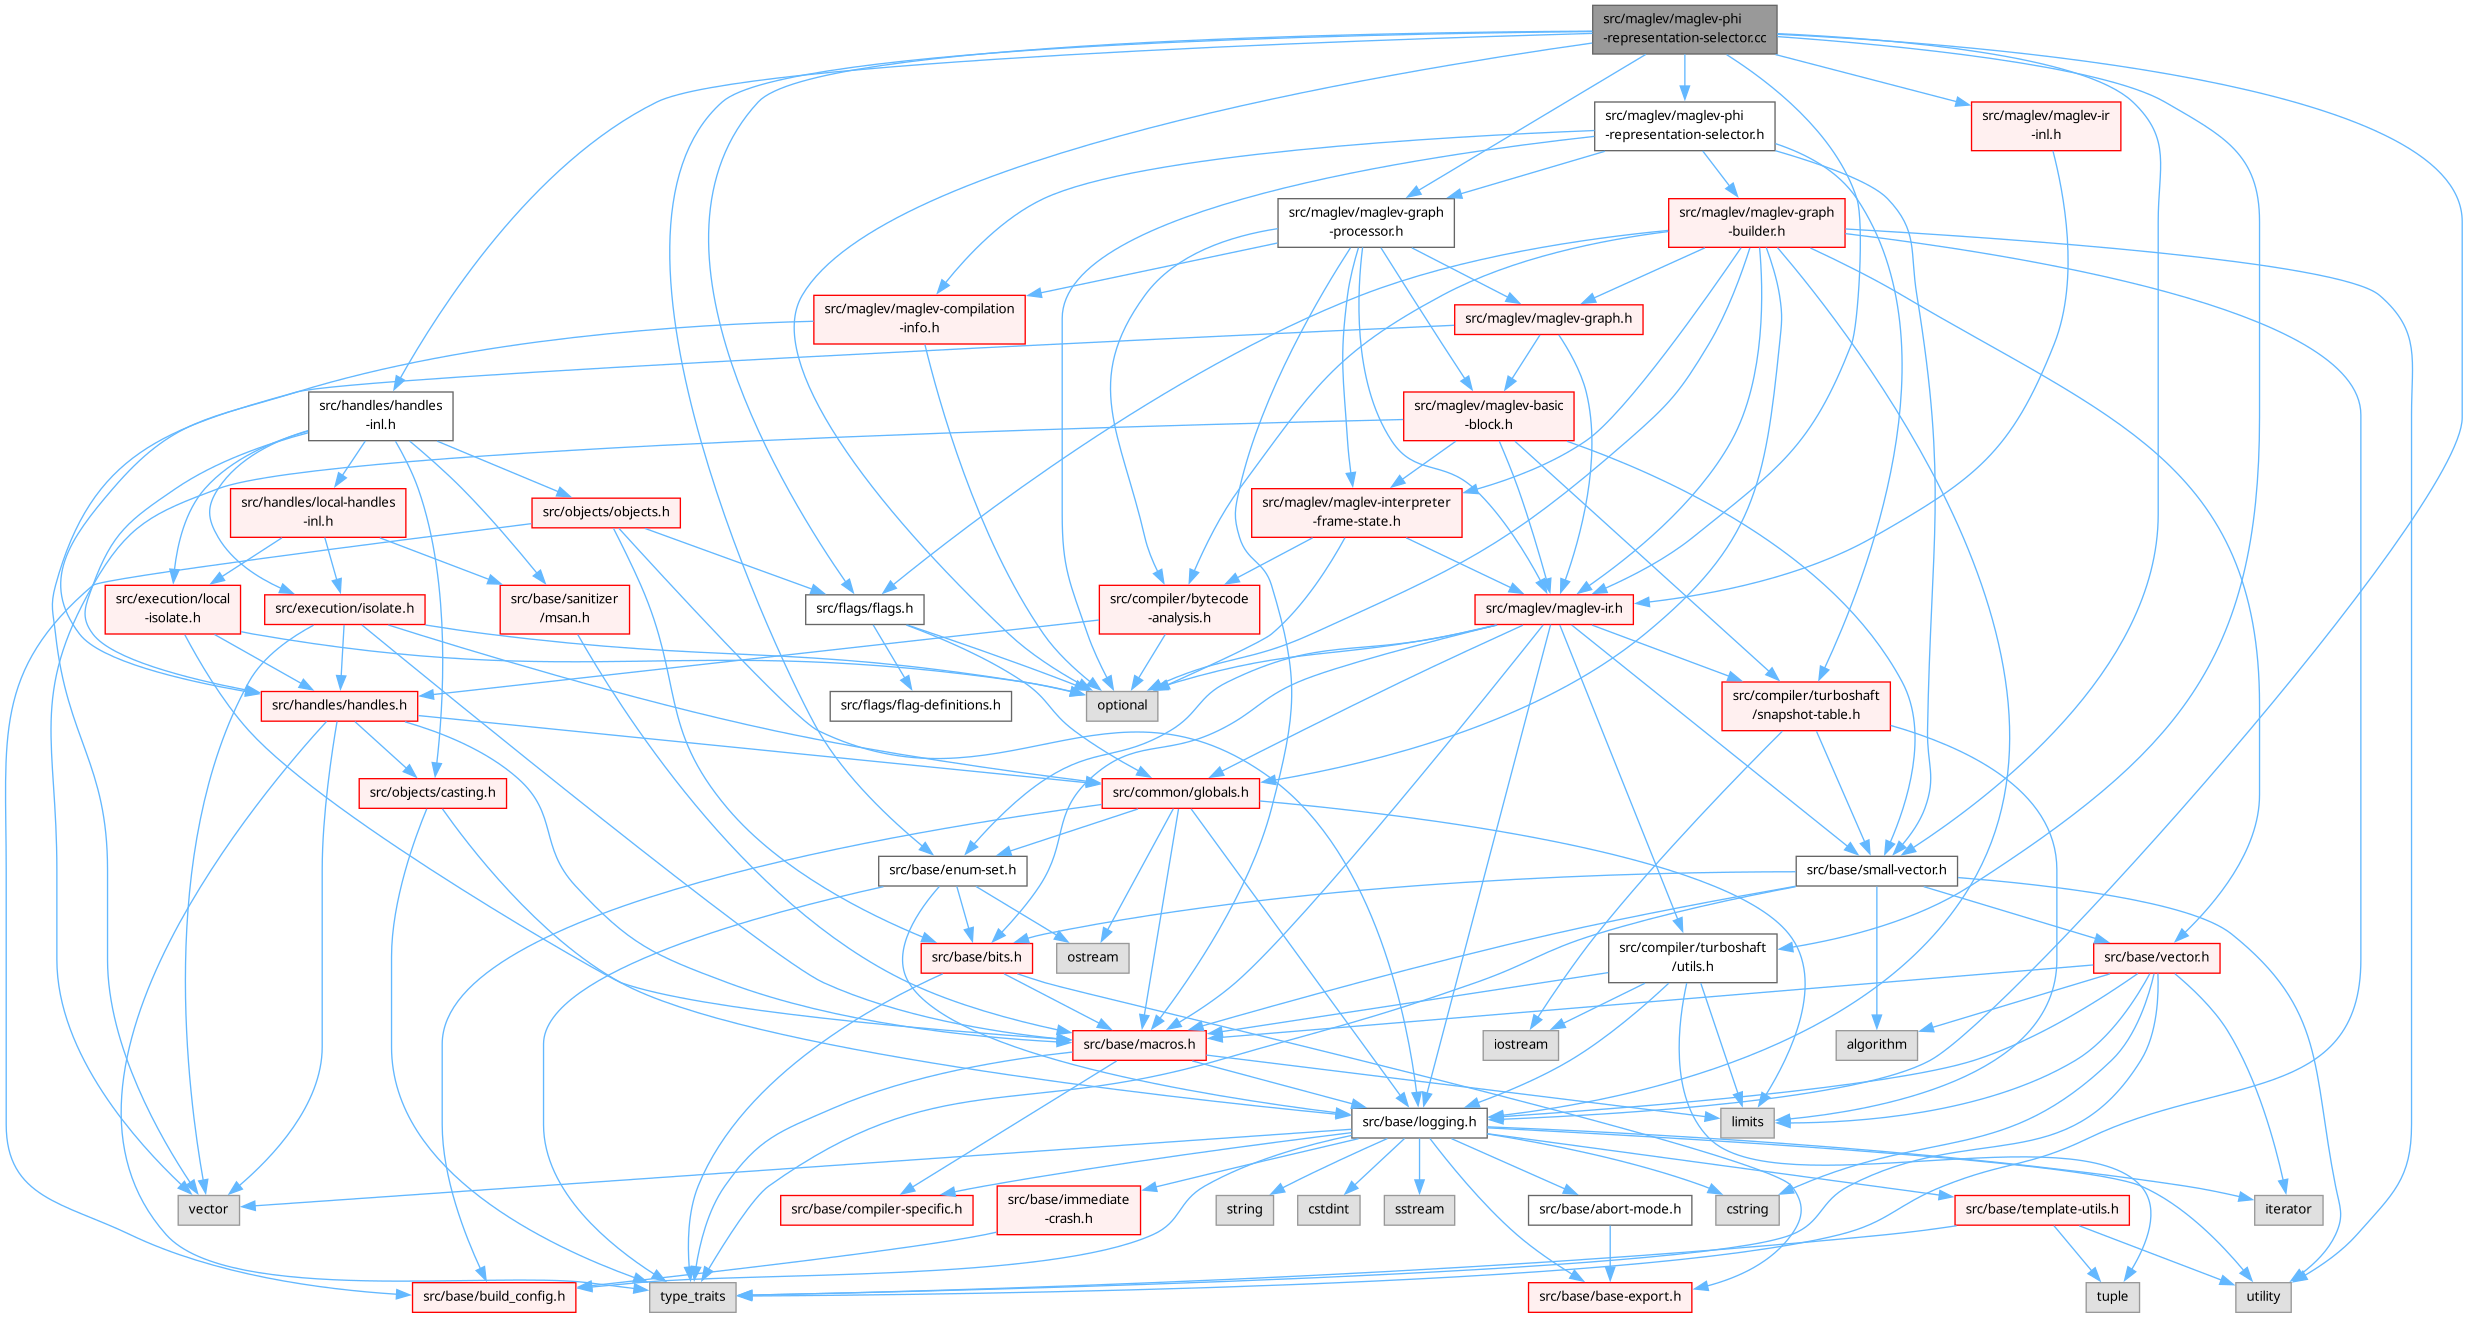 src/maglev/maglev-phi
-representation-selector.cc
src/maglev/maglev-phi
-representation-selector.h
src/maglev/maglev-ir
-inl.h
src/maglev/maglev-graph
-processor.h
src/maglev/maglev-graph
-builder.h
src/maglev/maglev-compilation
-info.h
src/maglev/maglev-graph.h
src/handles/handles
-inl.h
src/maglev/maglev-basic
-block.h
src/handles/local-handles
-inl.h
src/objects/objects.h
src/maglev/maglev-interpreter
-frame-state.h
src/execution/local
-isolate.h
src/execution/isolate.h
src/base/sanitizer
/msan.h
src/flags/flags.h
src/compiler/bytecode
-analysis.h
src/maglev/maglev-ir.h
src/handles/handles.h
src/flags/flag-definitions.h
optional
src/compiler/turboshaft
/snapshot-table.h
src/objects/casting.h
src/common/globals.h
src/base/enum-set.h
src/base/small-vector.h
src/base/bits.h
ostream
src/compiler/turboshaft
/utils.h
src/base/vector.h
src/base/macros.h
iostream
algorithm
src/base/logging.h
limits
vector
src/base/compiler-specific.h
src/base/immediate
-crash.h
string
cstdint
sstream
src/base/abort-mode.h
cstring
src/base/template-utils.h
iterator
src/base/build_config.h
type_traits
src/base/base-export.h
tuple
utility